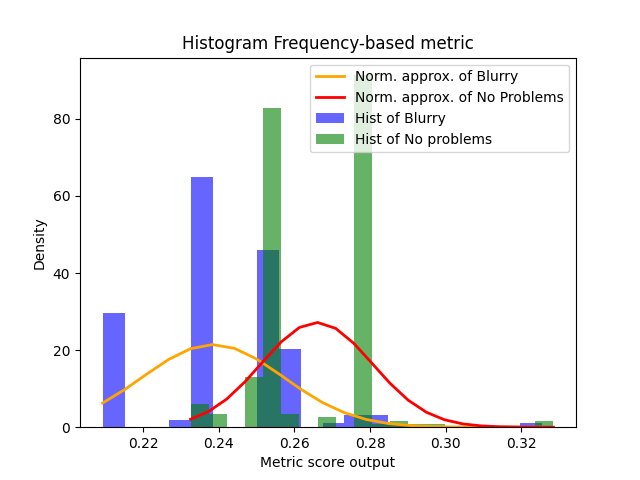 Histogram Frequency-based metric
Norm. approx. of Blurry
Norm. approx. of No Problems
Hist of Blurry
Hist of No problems
Density
80
60
40
20
0
0.22 0.24 0.26 0.28 0.30 0.32
Metric score output